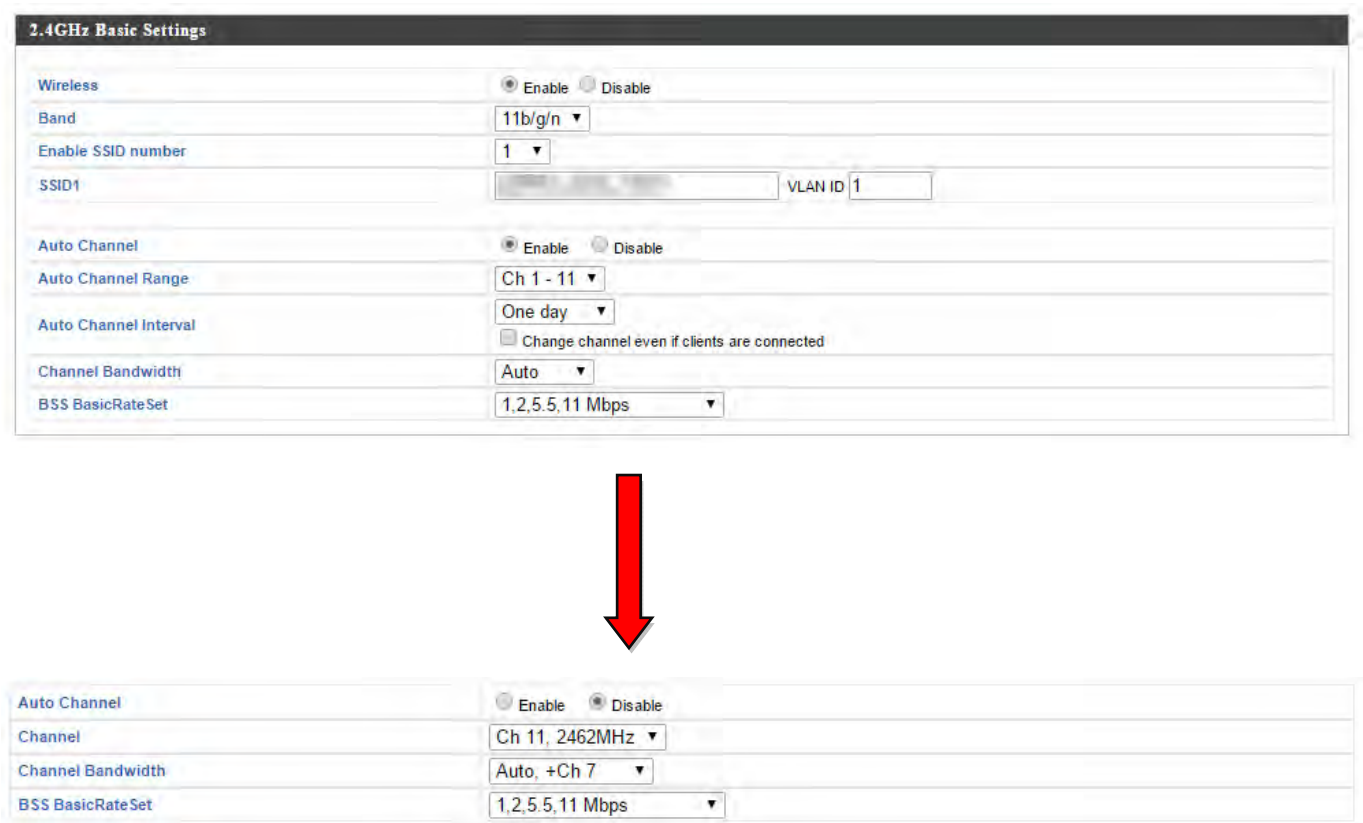 2.4GHz Basic Settings
Wireless Enable Disable
Band 11b/g/n
Enable SSID number 1
SSID1 VLAN ID 1
Auto Channel Enable Disable
Auto Channel Range Ch 1 - 11
Auto Channel Interval One day
Change channel even if clients are connected
Channel Bandwidth Auto
BSS BasicRateSet 1,2,5.5,11 Mbps
Auto Channel Enable Disable
Channel Ch 11, 2462MHz
Channel Bandwidth Auto, +Ch 7
BSS BasicRateSet 1,2,5.5,11 Mbps